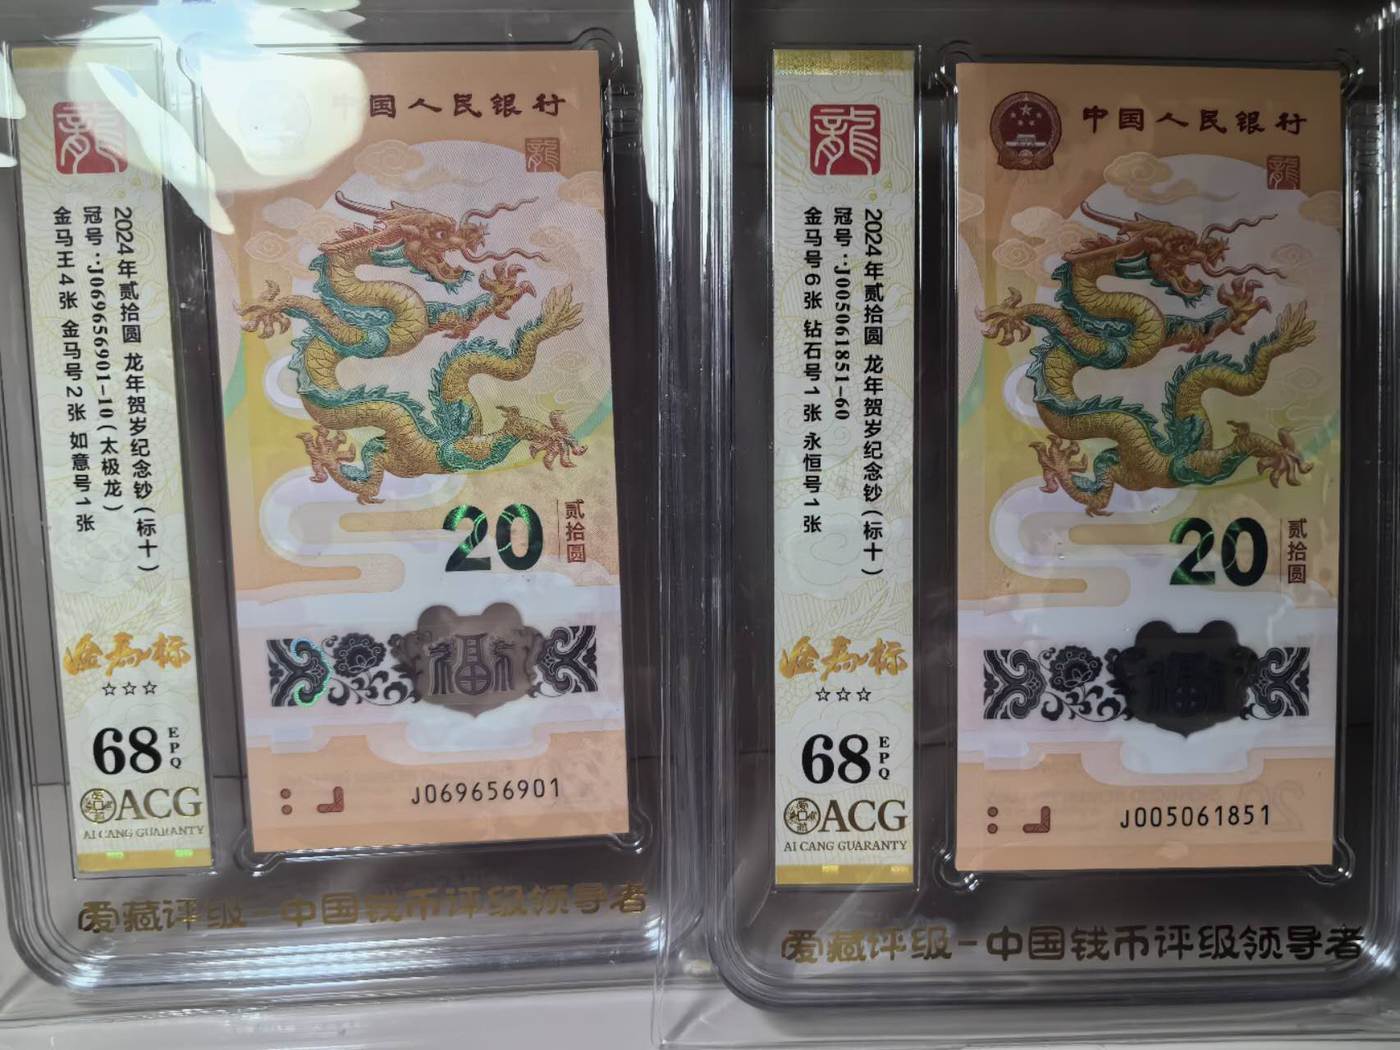 龍
2024年贰拾圆 龙年贺岁纪念钞(标十)
冠号:J069656901-10(太极龙)
金马王4张 金马号2张 如意号1张
金马标
☆☆☆
68 EPQ
ACG
AI CANG GUARANTY
中国人民银行
龍
20
贰拾圆
福
J069656901
爱藏评级-中国钱币评级领导者
龍
2024年贰拾圆 龙年贺岁纪念钞(标十)
冠号:J005061851-60
金马号6张 钻石号1张 永恒号1张
金马标
☆☆☆
68 EPQ
ACG
AI CANG GUARANTY
中国人民银行
龍
20
贰拾圆
福
J005061851
爱藏评级-中国钱币评级领导者